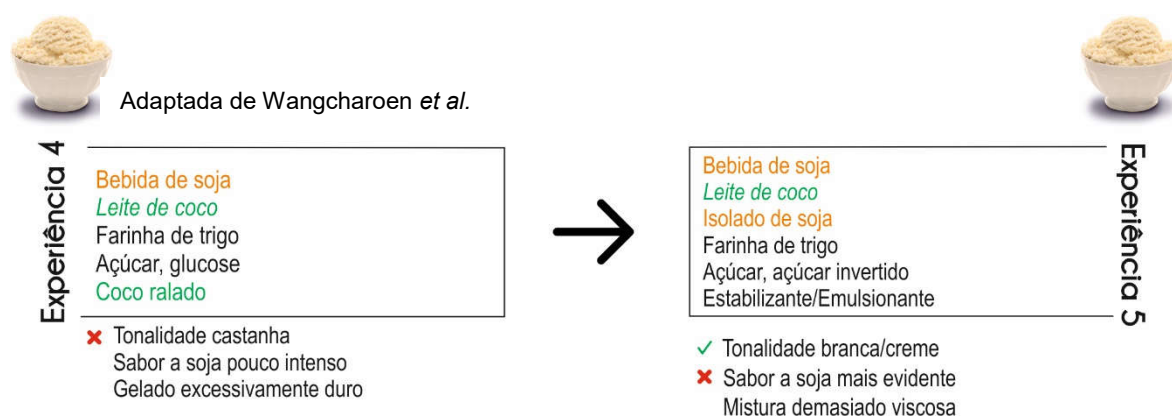 Adaptada de Wangcharoen et al.
Experiência 4
Bebida de soja
Leite de coco
Farinha de trigo
Açúcar, glucose
Coco ralado
Tonalidade castanha
Sabor a soja pouco intenso
Gelado excessivamente duro
Experiência 5
Bebida de soja
Leite de coco
Isolado de soja
Farinha de trigo
Açúcar, açúcar invertido
Estabilizante/Emulsionante
Tonalidade branca/creme
Sabor a soja mais evidente
Mistura demasiado viscosa